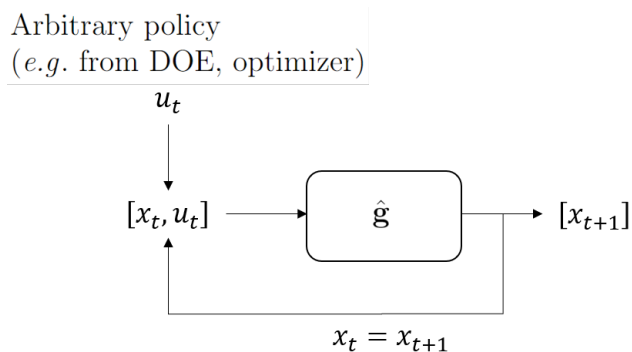 Arbitrary policy
(e.g. from DOE, optimizer)
u_t
[x_t, u_t]
ĝ
[x_{t+1}]
x_t = x_{t+1}